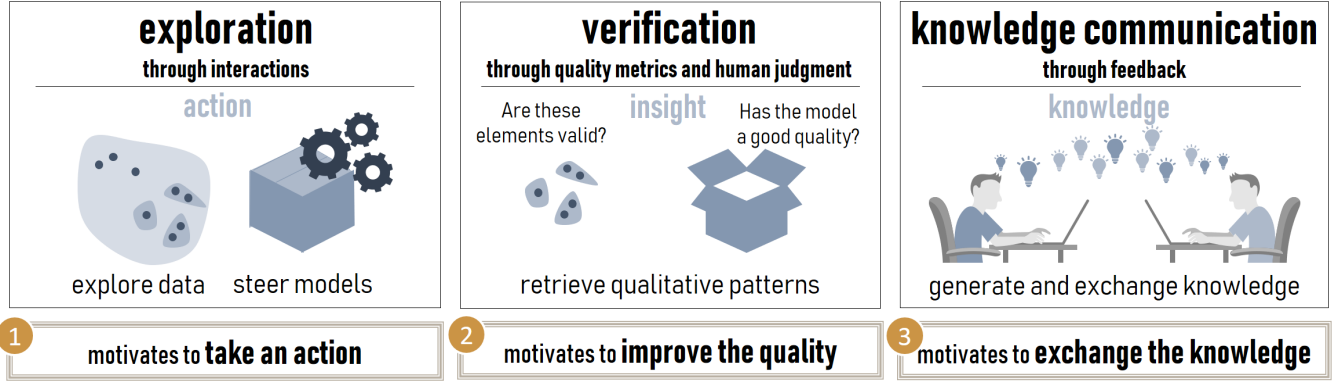 exploration
through interactions
action
explore data
steer models
1
motivates to take an action
verification
through quality metrics and human judgment
Are these
elements valid?
insight
Has the model
a good quality?
retrieve qualitative patterns
2
motivates to improve the quality
knowledge communication
through feedback
knowledge
generate and exchange knowledge
3
motivates to exchange the knowledge